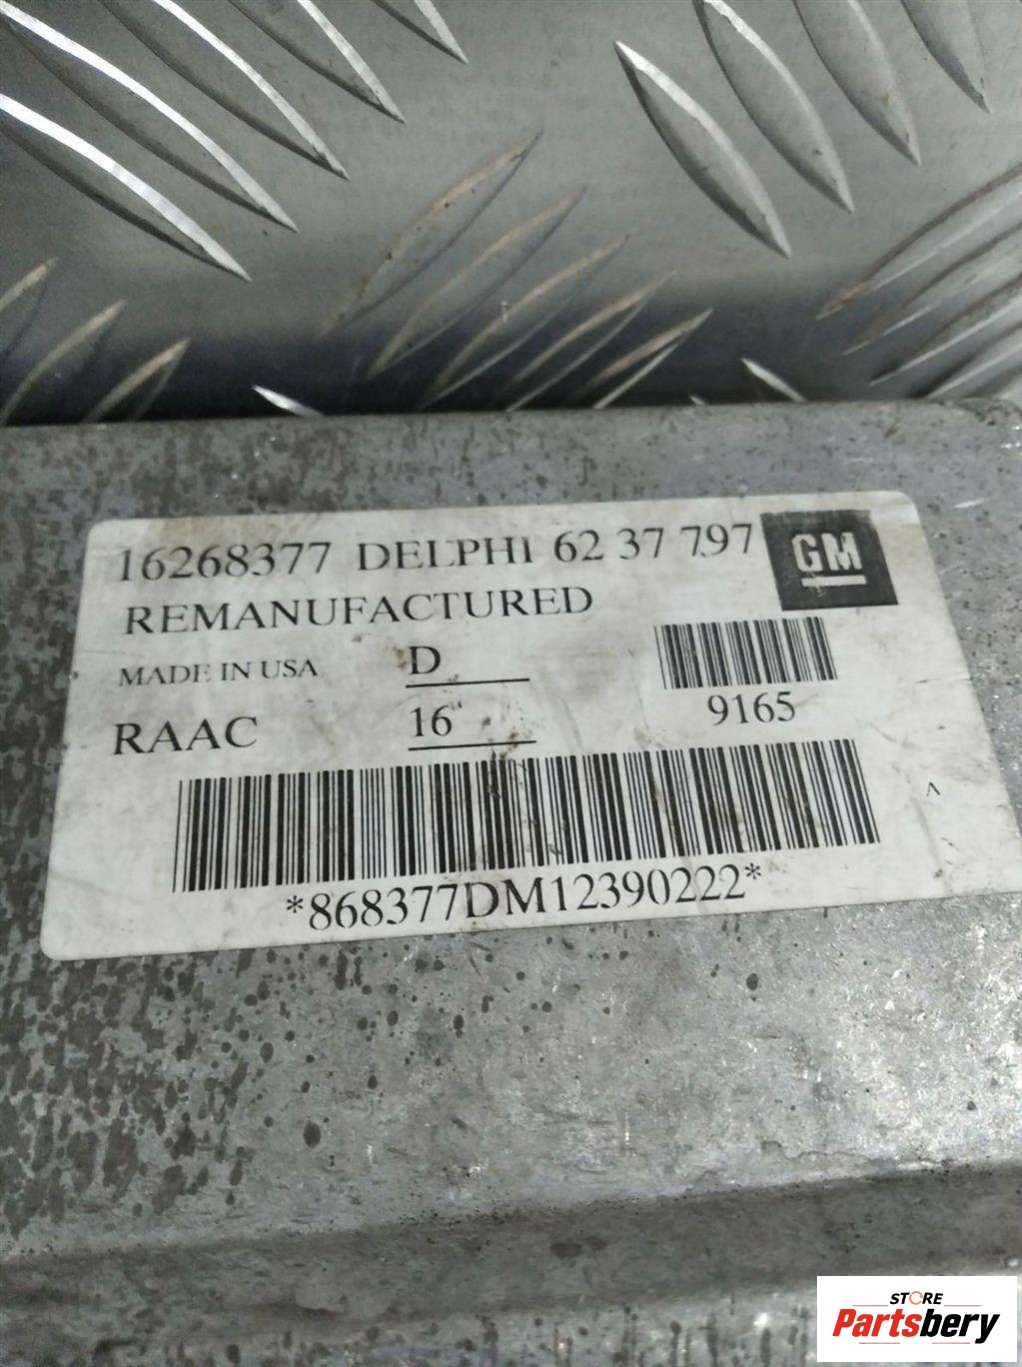 16268377 DELPHI 62 37 797 GM
REMANUFACTURED
MADE IN USA D
RAAC 16 9165
*868377DM12390222*
STORE
Partsbery